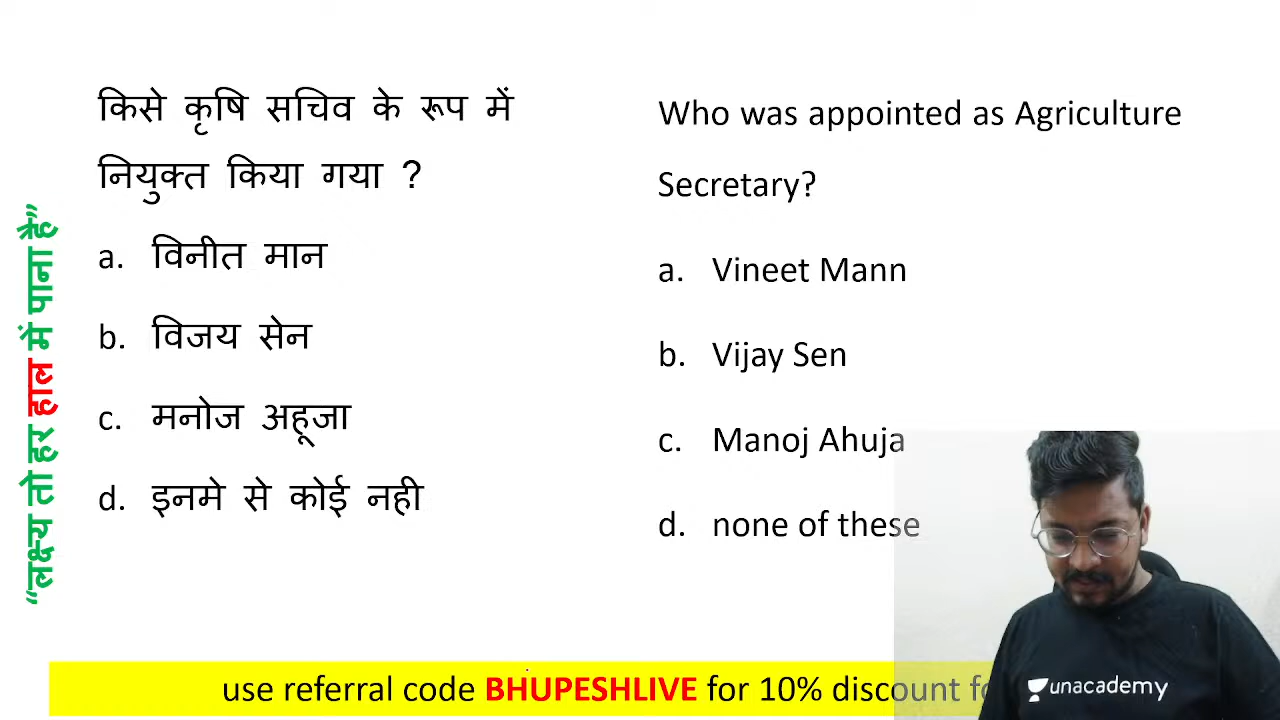 किसे कृषि सचिव के रूप में
नियुक्त किया गया ?
a. विनीत मान
b. विजय सेन
c. मनोज अहूजा
d. इनमे से कोई नही
Who was appointed as Agriculture
Secretary?
a. Vineet Mann
b. Vijay Sen
c. Manoj Ahuja
d. none of these
“लक्ष्य तो हर हाल में पाना है”
use referral code BHUPESHLIVE for 10% discount
unacademy